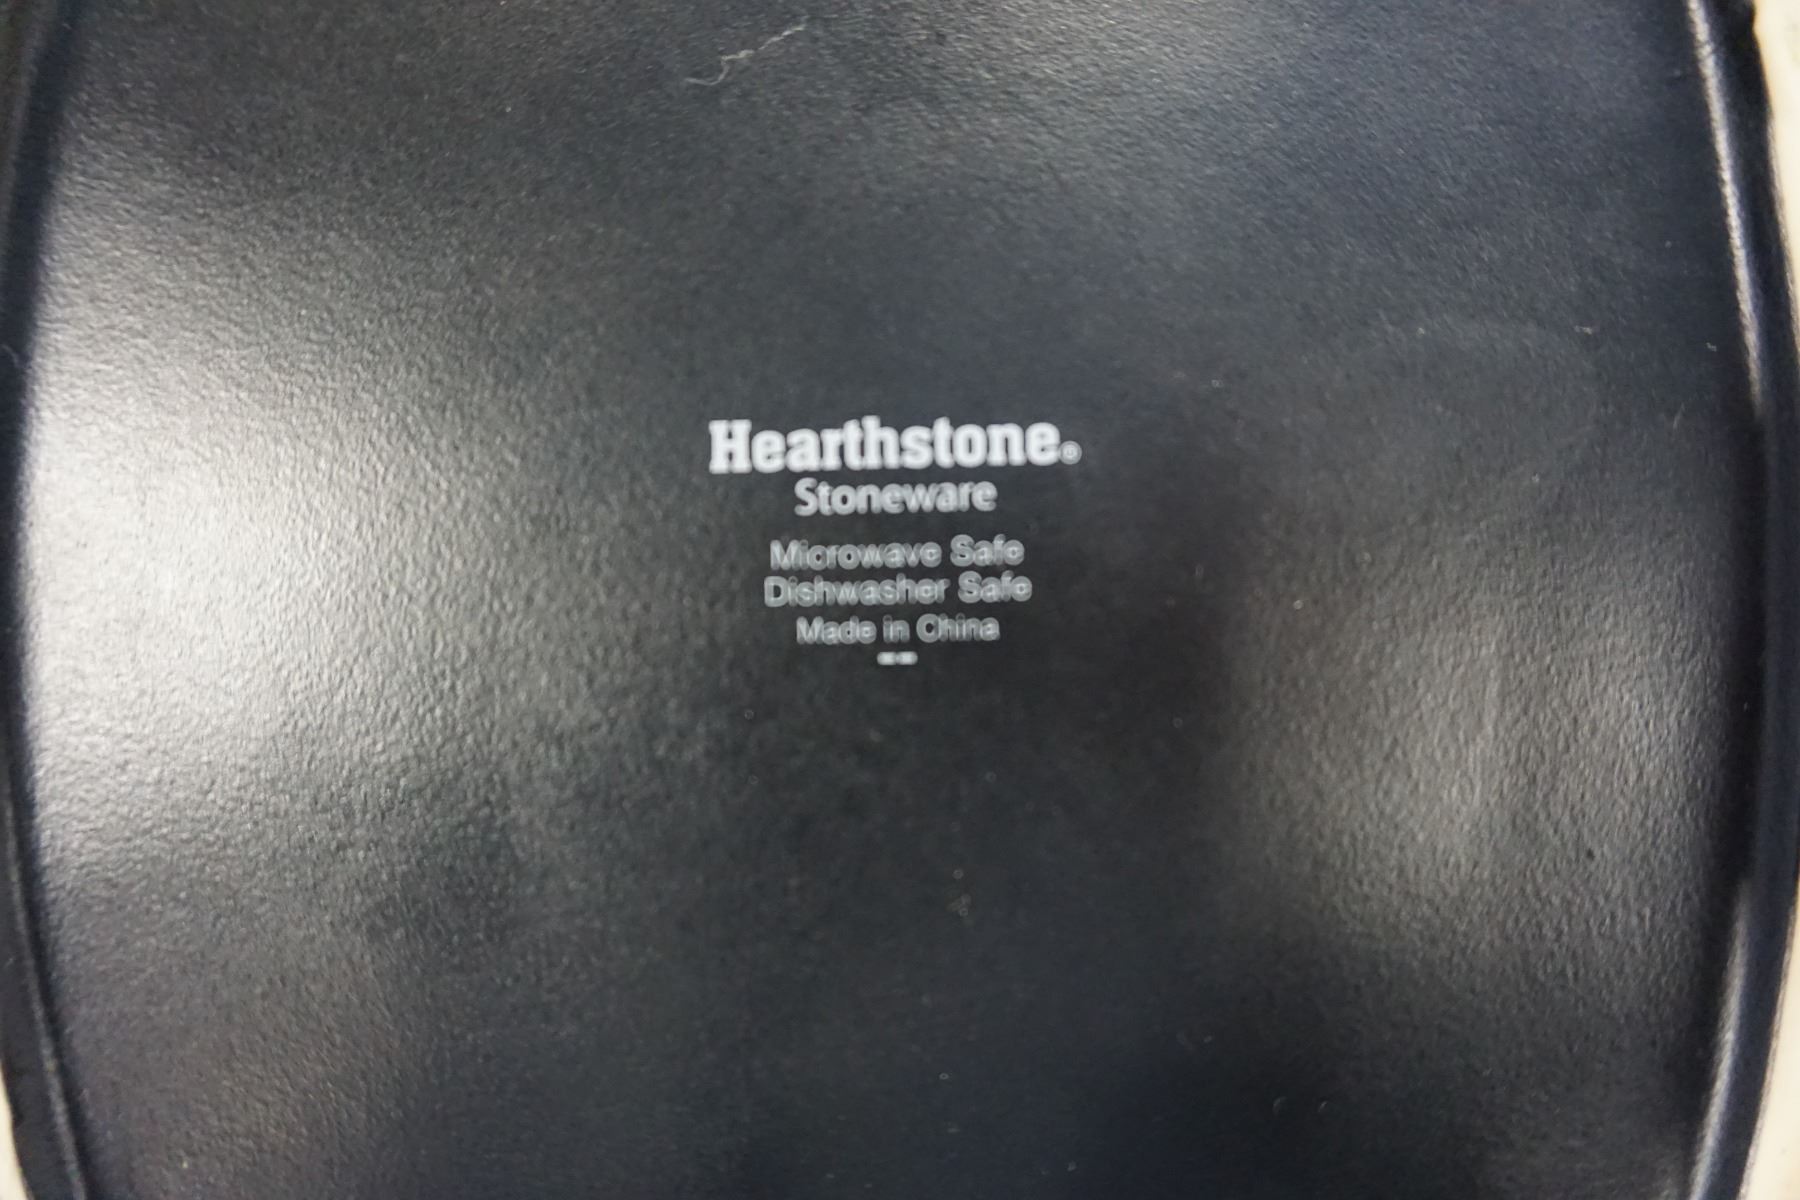 Hearthstone®
Stoneware
Microwave Safe
Dishwasher Safe
Made in China
--